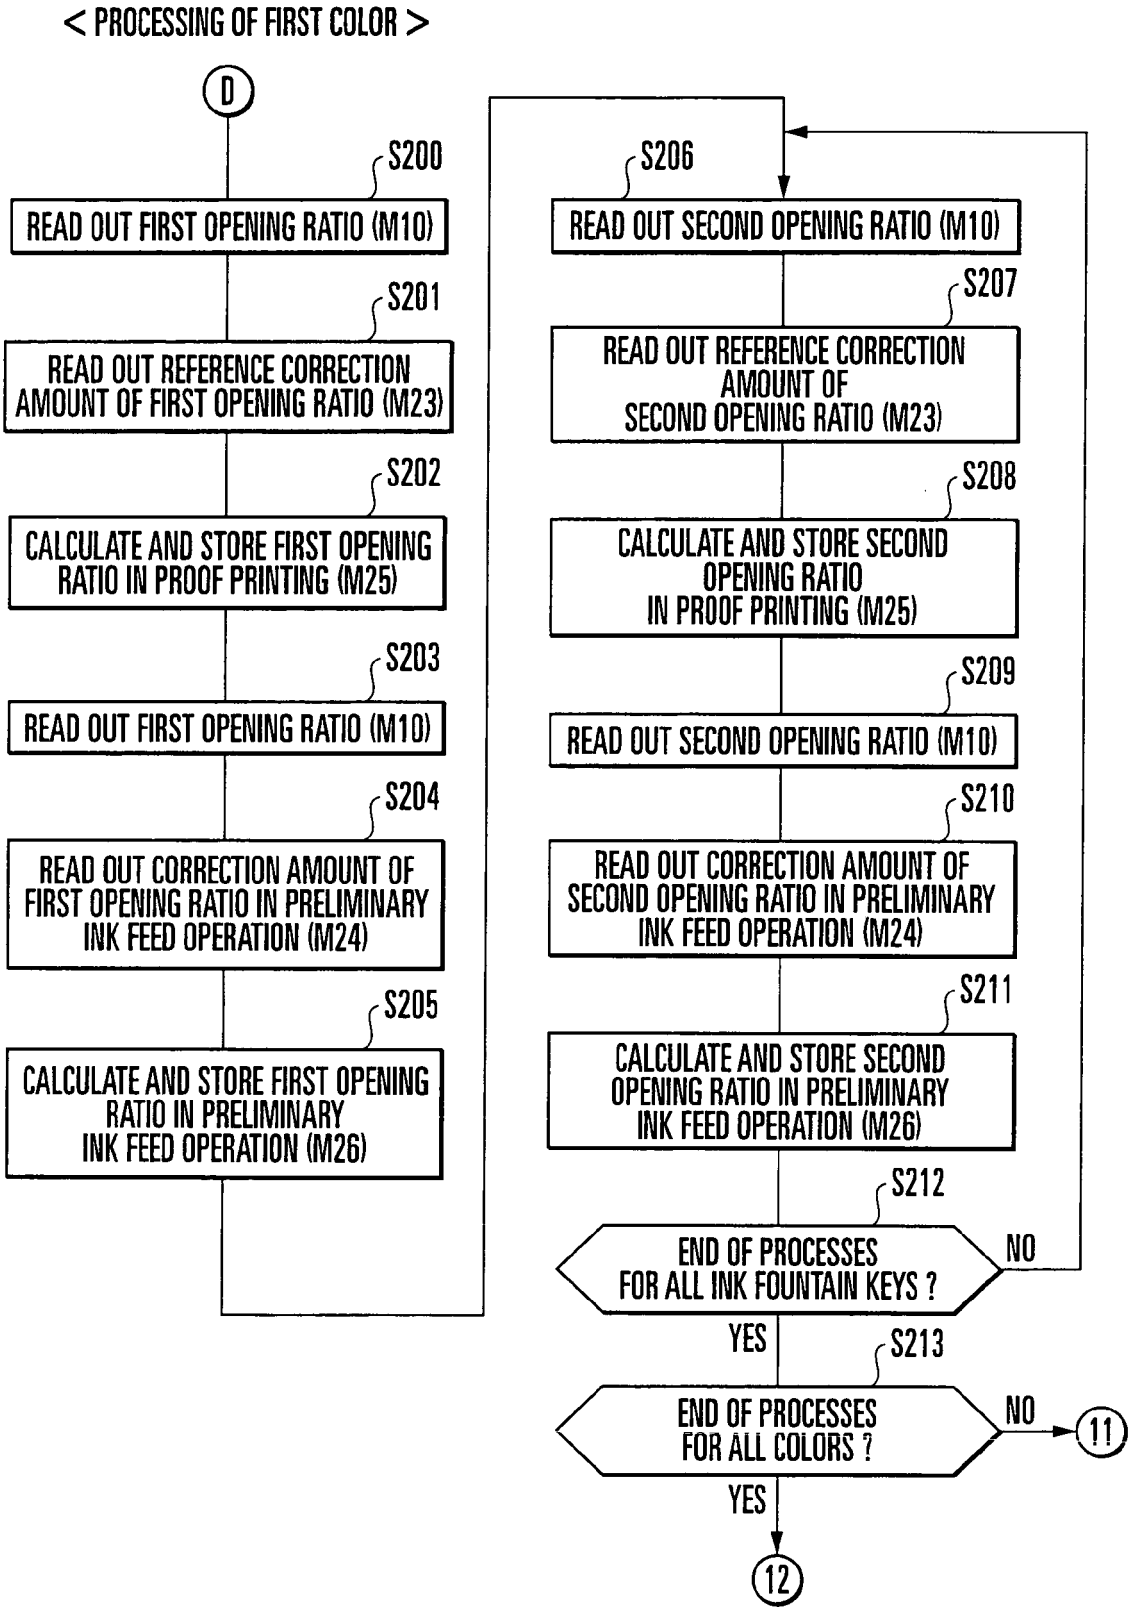 < PROCESSING OF FIRST COLOR >
D
S200
READ OUT FIRST OPENING RATIO (M10)
S201
READ OUT REFERENCE CORRECTION
AMOUNT OF FIRST OPENING RATIO (M23)
S202
CALCULATE AND STORE FIRST OPENING
RATIO IN PROOF PRINTING (M25)
S203
READ OUT FIRST OPENING RATIO (M10)
S204
READ OUT CORRECTION AMOUNT OF
FIRST OPENING RATIO IN PRELIMINARY
INK FEED OPERATION (M24)
S205
CALCULATE AND STORE FIRST OPENING
RATIO IN PRELIMINARY
INK FEED OPERATION (M26)
S206
READ OUT SECOND OPENING RATIO (M10)
S207
READ OUT REFERENCE CORRECTION
AMOUNT OF
SECOND OPENING RATIO (M23)
S208
CALCULATE AND STORE SECOND
OPENING RATIO
IN PROOF PRINTING (M25)
S209
READ OUT SECOND OPENING RATIO (M10)
S210
READ OUT CORRECTION AMOUNT OF
SECOND OPENING RATIO IN PRELIMINARY
INK FEED OPERATION (M24)
S211
CALCULATE AND STORE SECOND
OPENING RATIO IN PRELIMINARY
INK FEED OPERATION (M26)
S212
END OF PROCESSES
FOR ALL INK FOUNTAIN KEYS ?
NO
YES
S213
END OF PROCESSES
FOR ALL COLORS ?
NO
11
YES
12